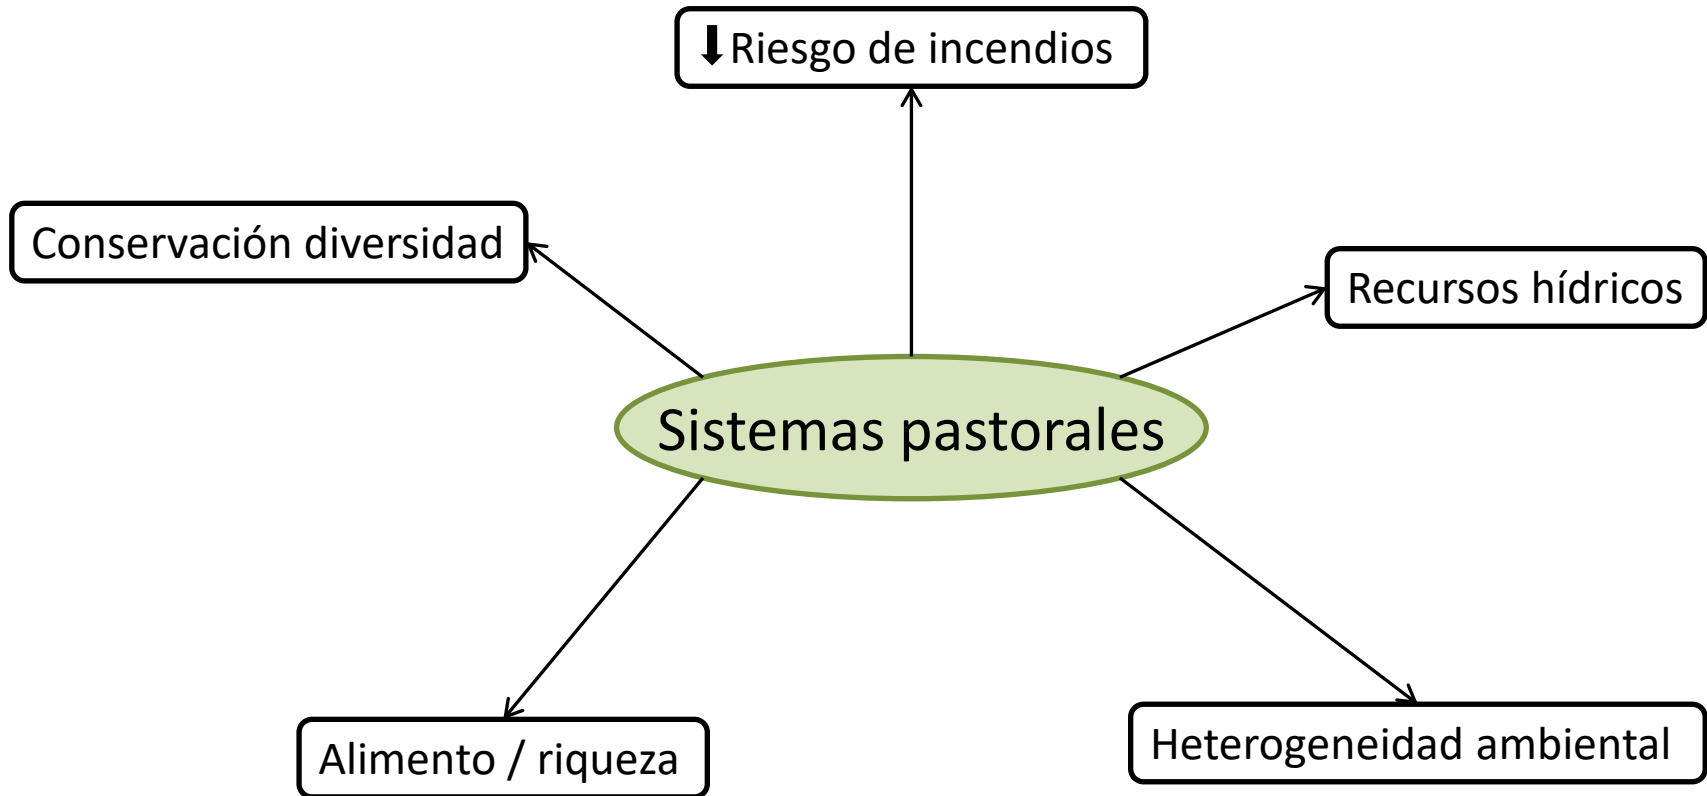 ⬇Riesgo de incendios
Conservación diversidad
Recursos hídricos
Sistemas pastorales
Alimento / riqueza
Heterogeneidad ambiental